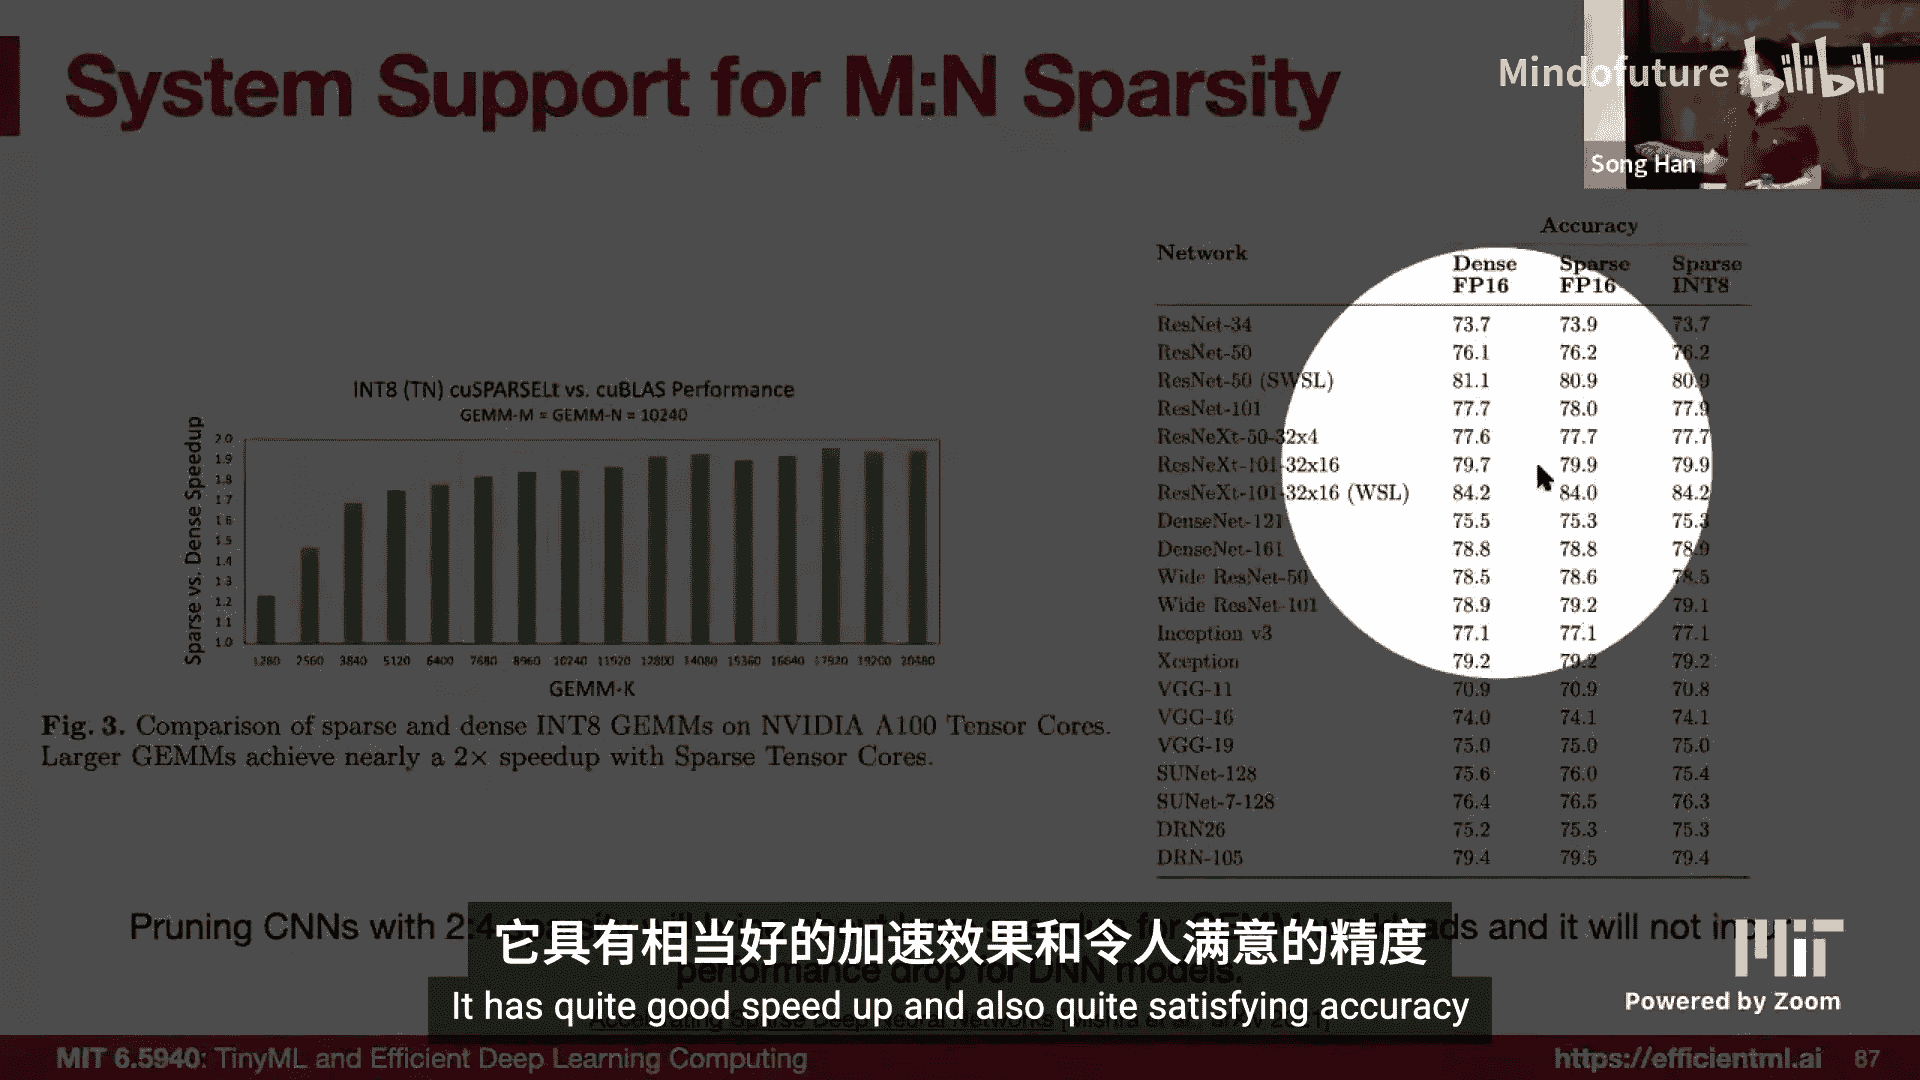 System Support for M:N Sparsity
Mindofuture bilibili
Song Han
INT8 (TN) cuSPARSELt vs. cuBLAS Performance
GEMM-M = GEMM-N = 10240
Sparse vs. Dense Speedup
2.0
1.9
1.8
1.7
1.6
1.5
1.4
1.3
1.2
1.1
1.0
1280 2560 3840 5120 6400 7680 8960 10240 11520 12800 14080 15360 16640 17920 19200 20480
GEMM-K
Fig. 3. Comparison of sparse and dense INT8 GEMMs on NVIDIA A100 Tensor Cores.
Larger GEMMs achieve nearly a 2× speedup with Sparse Tensor Cores.
Accuracy
Network Dense FP16 Sparse FP16 Sparse INT8
ResNet-34 73.7 73.9 73.7
ResNet-50 76.1 76.2 76.2
ResNet-50 (SWSL) 81.1 80.9 80.9
ResNet-101 77.7 78.0 77.9
ResNeXt-50-32x4 77.6 77.7 77.7
ResNeXt-101-32x16 79.7 79.9 79.9
ResNeXt-101-32x16 (WSL) 84.2 84.0 84.2
DenseNet-121 75.5 75.3 75.3
DenseNet-161 78.8 78.8 78.9
Wide ResNet-50 78.5 78.6 78.5
Wide ResNet-101 78.9 79.2 79.1
Inception v3 77.1 77.1 77.1
Xception 79.2 79.2 79.2
VGG-11 70.9 70.9 70.8
VGG-16 74.0 74.1 74.1
VGG-19 75.0 75.0 75.0
SUNet-128 75.6 76.0 75.4
SUNet-7-128 76.4 76.5 76.3
DRN26 75.2 75.3 75.3
DRN-105 79.4 79.5 79.4
Pruning CNNs with 2:4 and it will not
performance drop for DNN models.
它具有相当好的加速效果和令人满意的精度
It has quite good speed up and also quite satisfying accuracy
MIT
Powered by Zoom
MIT 6.5940: TinyML and Efficient Deep Learning Computing
https://efficientml.ai 87